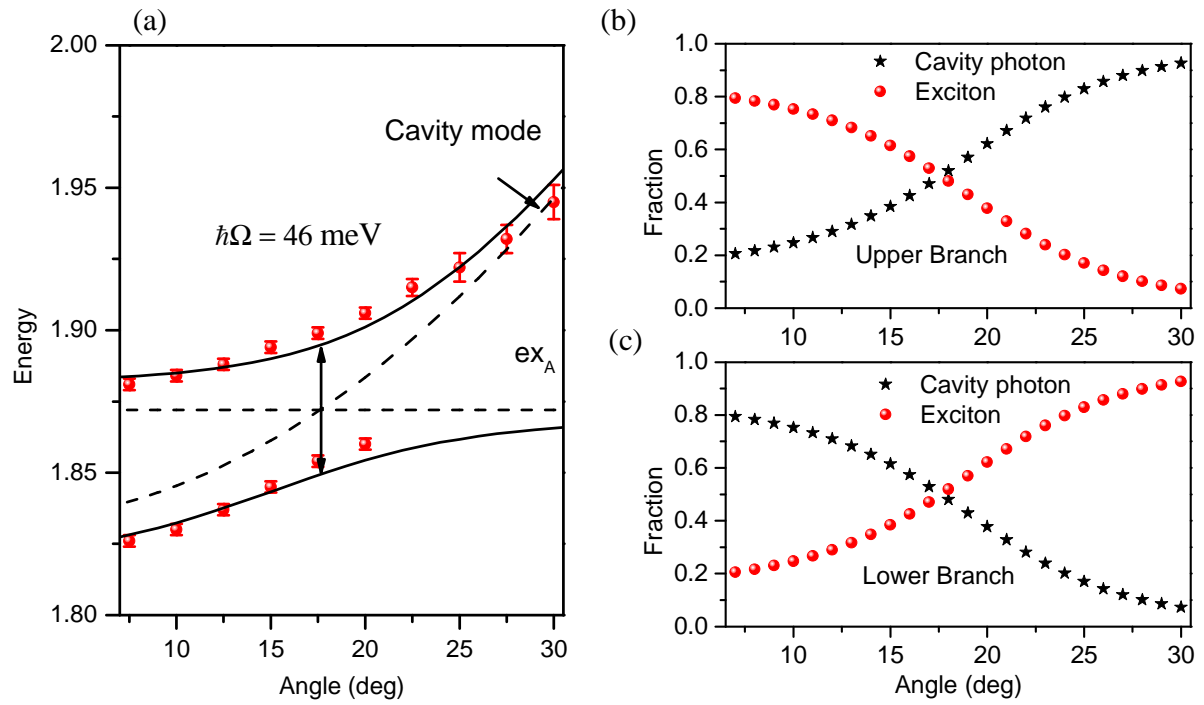 (a)
2.00
1.95
1.90
1.85
1.80
Energy
Cavity mode
ħΩ = 46 meV
ex_A
10 15 20 25 30
Angle (deg)
(b)
1.0
0.8
0.6
0.4
0.2
0.0
Fraction
Cavity photon
Exciton
Upper Branch
10 15 20 25 30
(c)
1.0
0.8
0.6
0.4
0.2
0.0
Fraction
Cavity photon
Exciton
Lower Branch
10 15 20 25 30
Angle (deg)